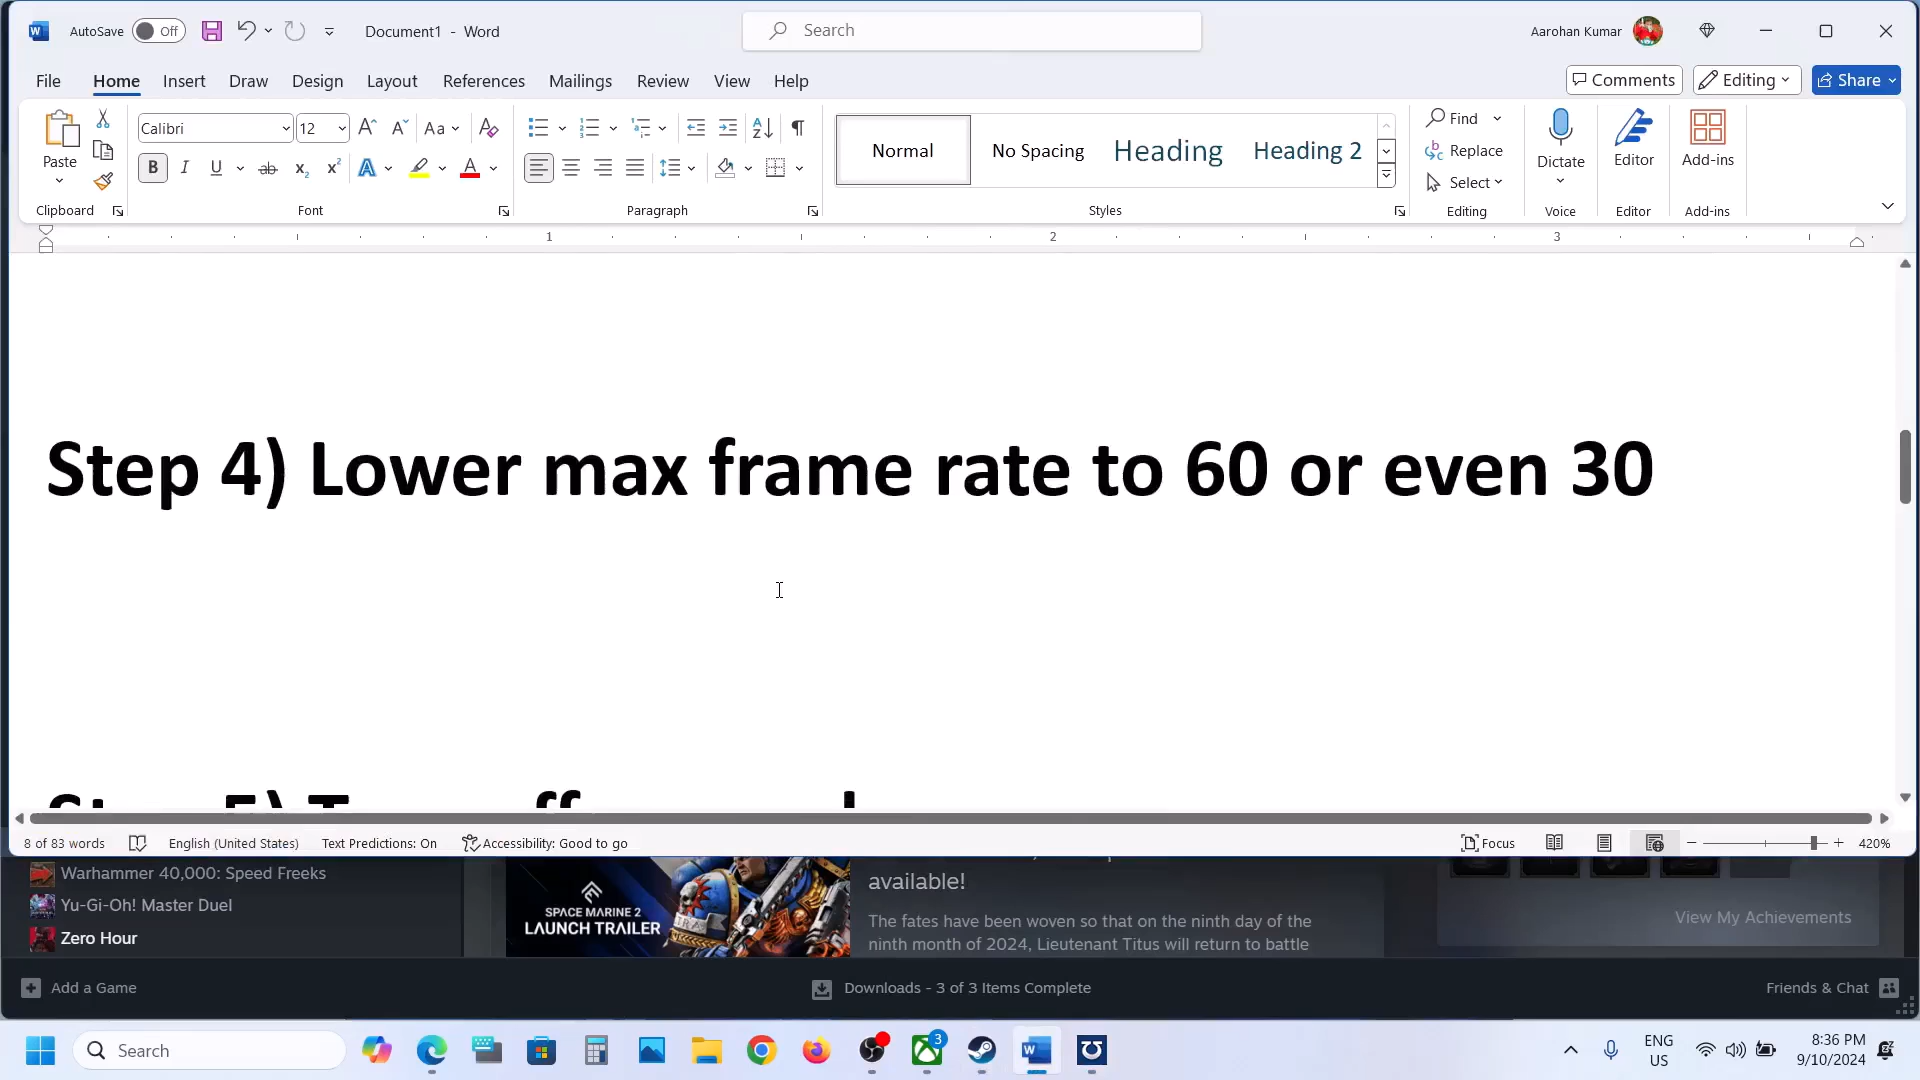 AutoSave Off Document1 - Word Search Aarohan Kumar
File Home Insert Draw Design Layout References Mailings Review View Help Comments Editing Share
Paste Calibri 12 Normal No Spacing Heading Heading 2 Find Replace Select Dictate Editor Add-ins
Clipboard Font Paragraph Styles Editing Voice Editor Add-ins
1 2 3
Step 4) Lower max frame rate to 60 or even 30
8 of 83 words English (United States) Text Predictions: On Accessibility: Good to go Focus 420%
Warhammer 40,000: Speed Freeks
Yu-Gi-Oh! Master Duel
Zero Hour
SPACE MARINE 2
LAUNCH TRAILER
available!
The fates have been woven so that on the ninth day of the
ninth month of 2024, Lieutenant Titus will return to battle
View My Achievements
Add a Game Downloads - 3 of 3 Items Complete Friends & Chat
Search 3 ENG
US 8:36 PM
9/10/2024